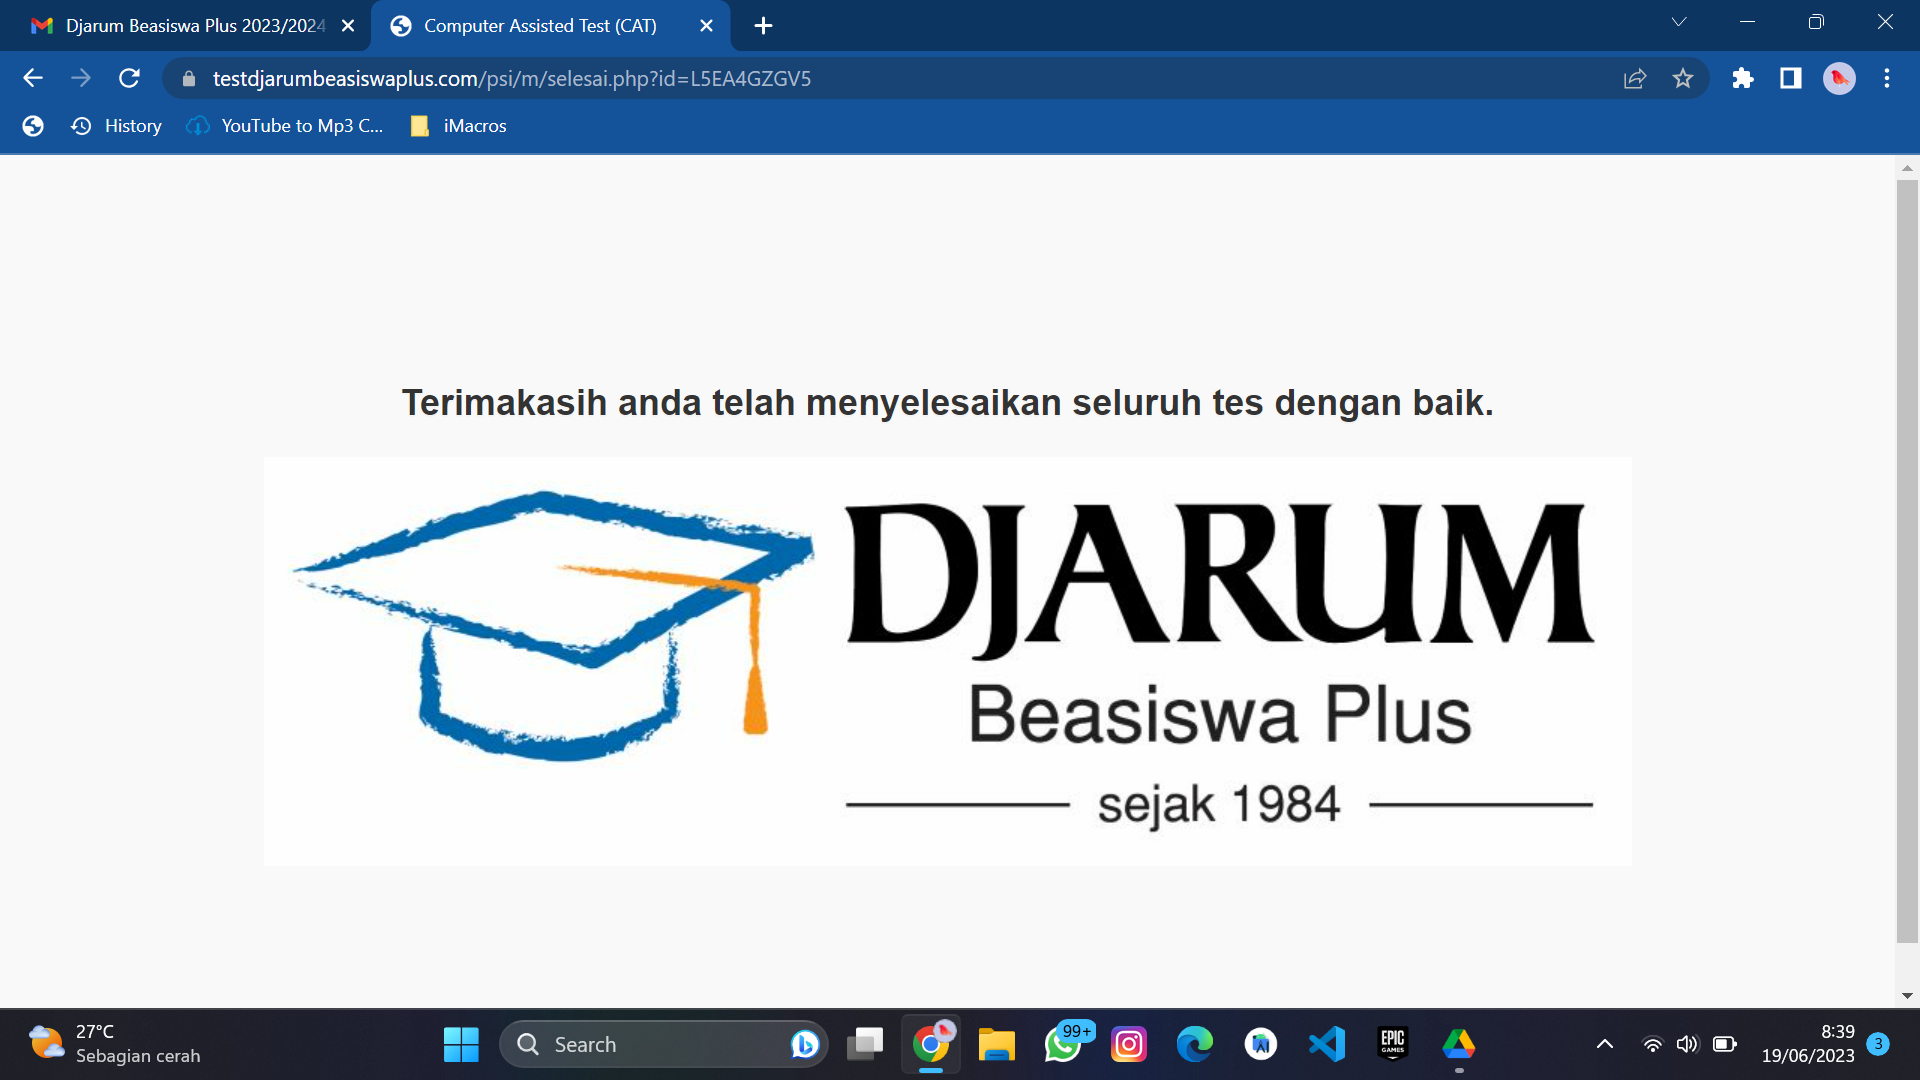 Djarum Beasiswa Plus 2023/2024
Computer Assisted Test (CAT)
testdjarumbeasiswaplus.com/psi/m/selesai.php?id=L5EA4GZGV5
History
YouTube to Mp3 C...
iMacros
Terimakasih anda telah menyelesaikan seluruh tes dengan baik.
DJARUM
Beasiswa Plus
sejak 1984
27°C
Sebagian cerah
Search
99+
EPIC
GAMES
8:39
19/06/2023
3